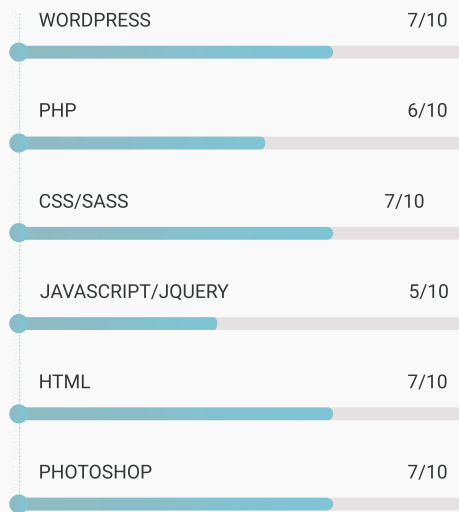 WORDPRESS 7/10
PHP 6/10
CSS/SASS 7/10
JAVASCRIPT/JQUERY 5/10
HTML 7/10
PHOTOSHOP 7/10